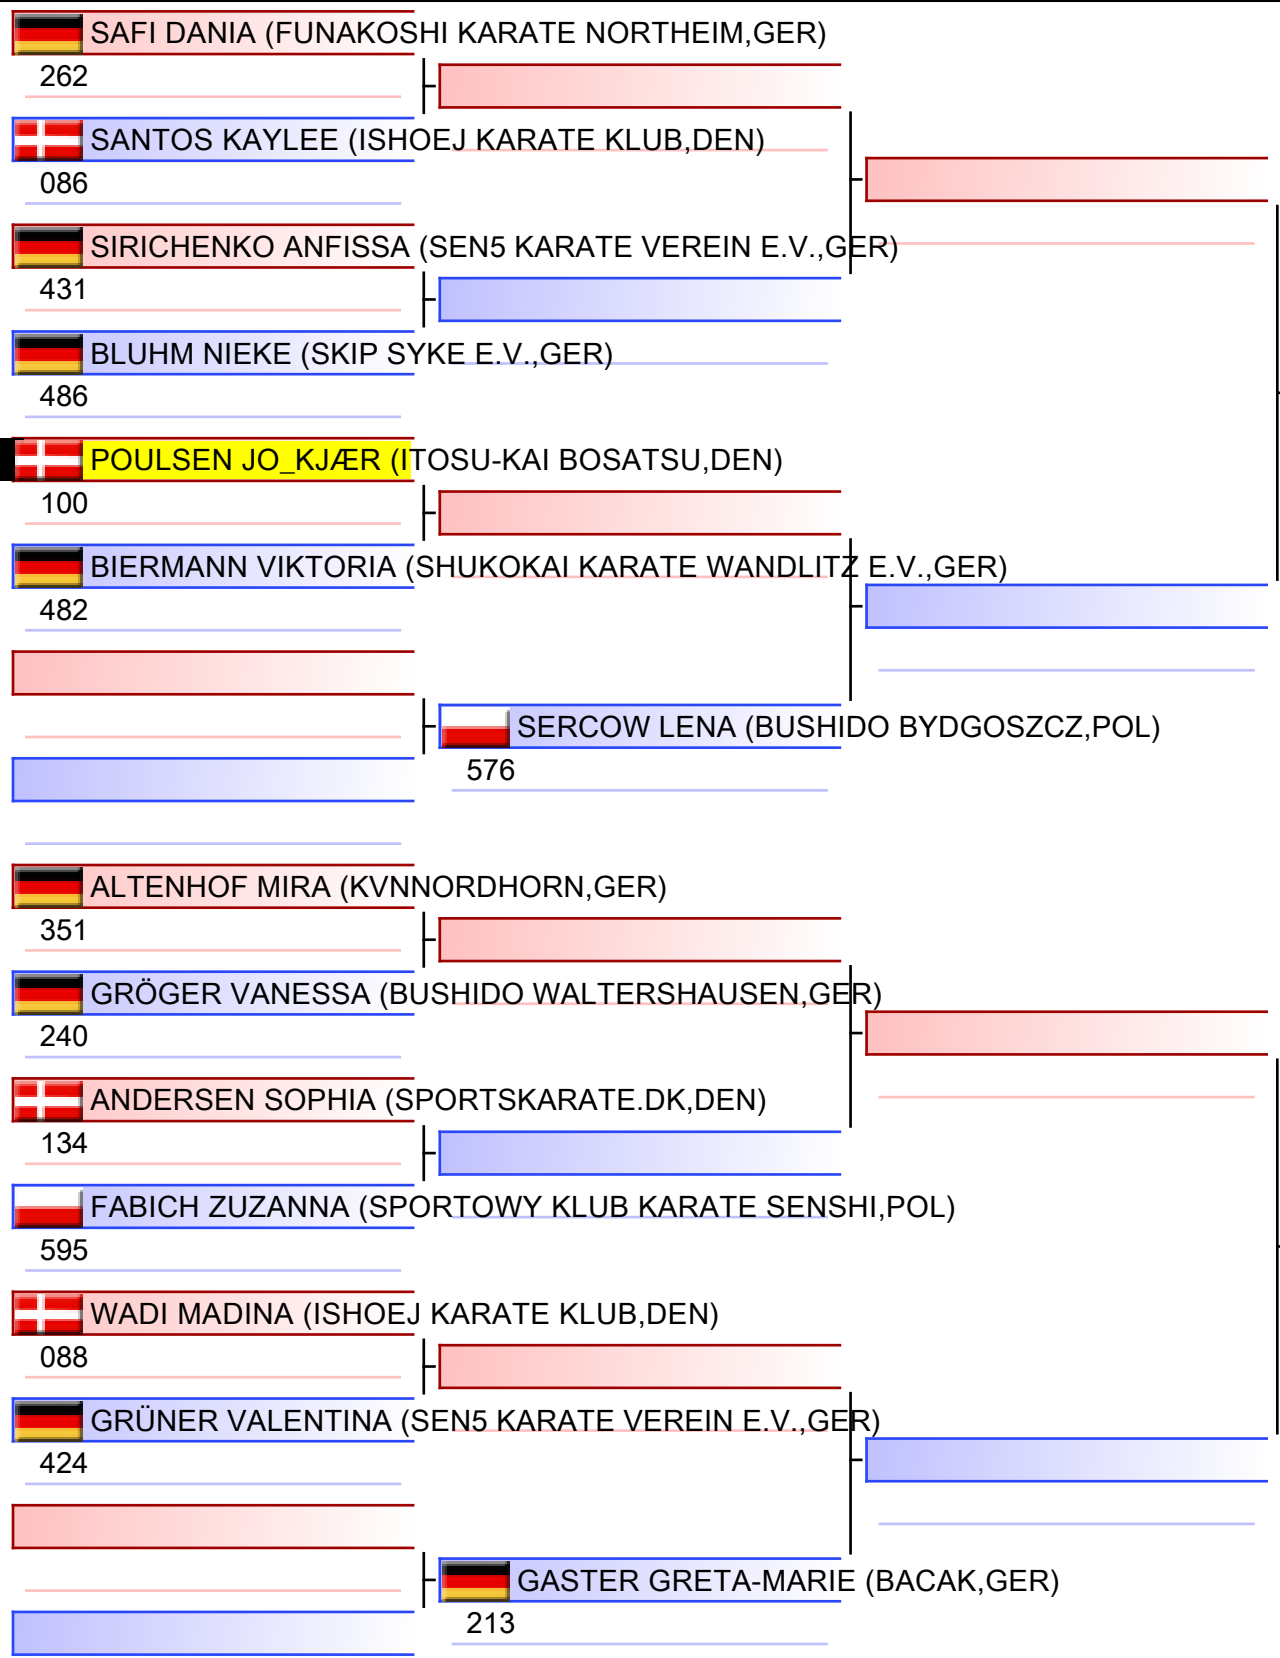 SAFI DANIA (FUNAKOSHI KARATE NORTHEIM,GER)
262
SANTOS KAYLEE (ISHOEJ KARATE KLUB,DEN)
086
SIRICHENKO ANFISSA (SEN5 KARATE VEREIN E.V.,GER)
431
BLUHM NIEKE (SKIP SYKE E.V.,GER)
486
POULSEN JO_KJÆR (ITOSU-KAI BOSATSU,DEN)
100
BIERMANN VIKTORIA (SHUKOKAI KARATE WANDLITZ E.V.,GER)
482
SERCOW LENA (BUSHIDO BYDGOSZCZ,POL)
576
ALTENHOF MIRA (KVNNORDHORN,GER)
351
GRÖGER VANESSA (BUSHIDO WALTERSHAUSEN,GER)
240
ANDERSEN SOPHIA (SPORTSKARATE.DK,DEN)
134
FABICH ZUZANNA (SPORTOWY KLUB KARATE SENSHI,POL)
595
WADI MADINA (ISHOEJ KARATE KLUB,DEN)
088
GRÜNER VALENTINA (SEN5 KARATE VEREIN E.V.,GER)
424
GASTER GRETA-MARIE (BACAK,GER)
213